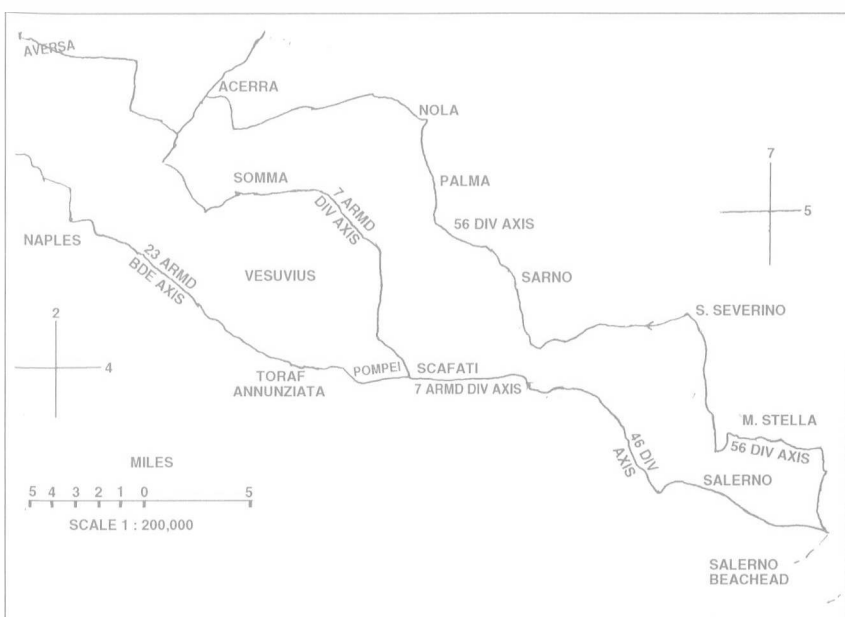 AVERSA
ACERRA
NOLA
SOMMA
PALMA
7 ARMD
DIV AXIS
7
5
56 DIV AXIS
NAPLES
23 ARMD
BDE AXIS
VESUVIUS
SARNO
S. SEVERINO
2
4
TORAF
ANNUNZIATA
POMPEI
SCAFATI
7 ARMD DIV AXIS
M. STELLA
56 DIV AXIS
46 DIV
AXIS
MILES
SALERNO
5 4 3 2 1 0 5
SCALE 1 : 200,000
SALERNO
BEACHEAD